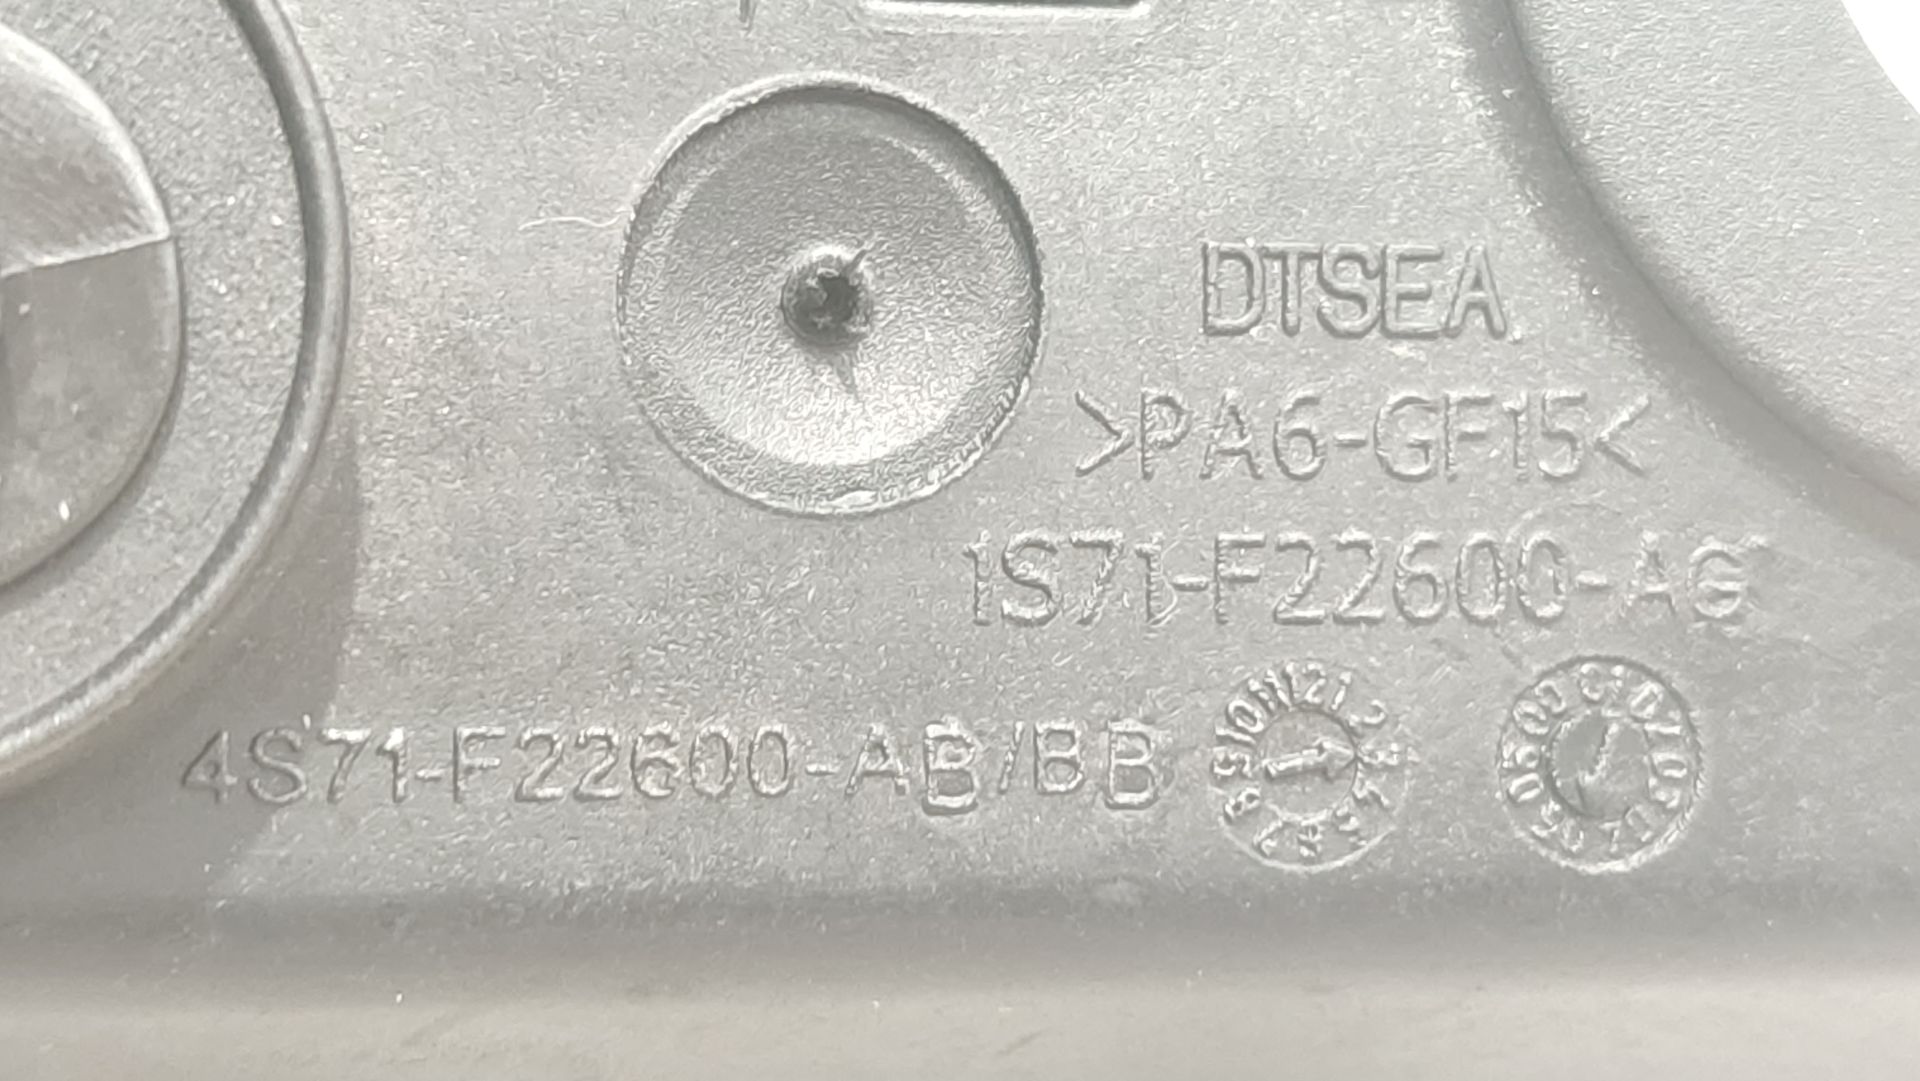 DTSEA
>PA6-GF15<
1S71-F22600-AG
4S71-F22600-AB/BB